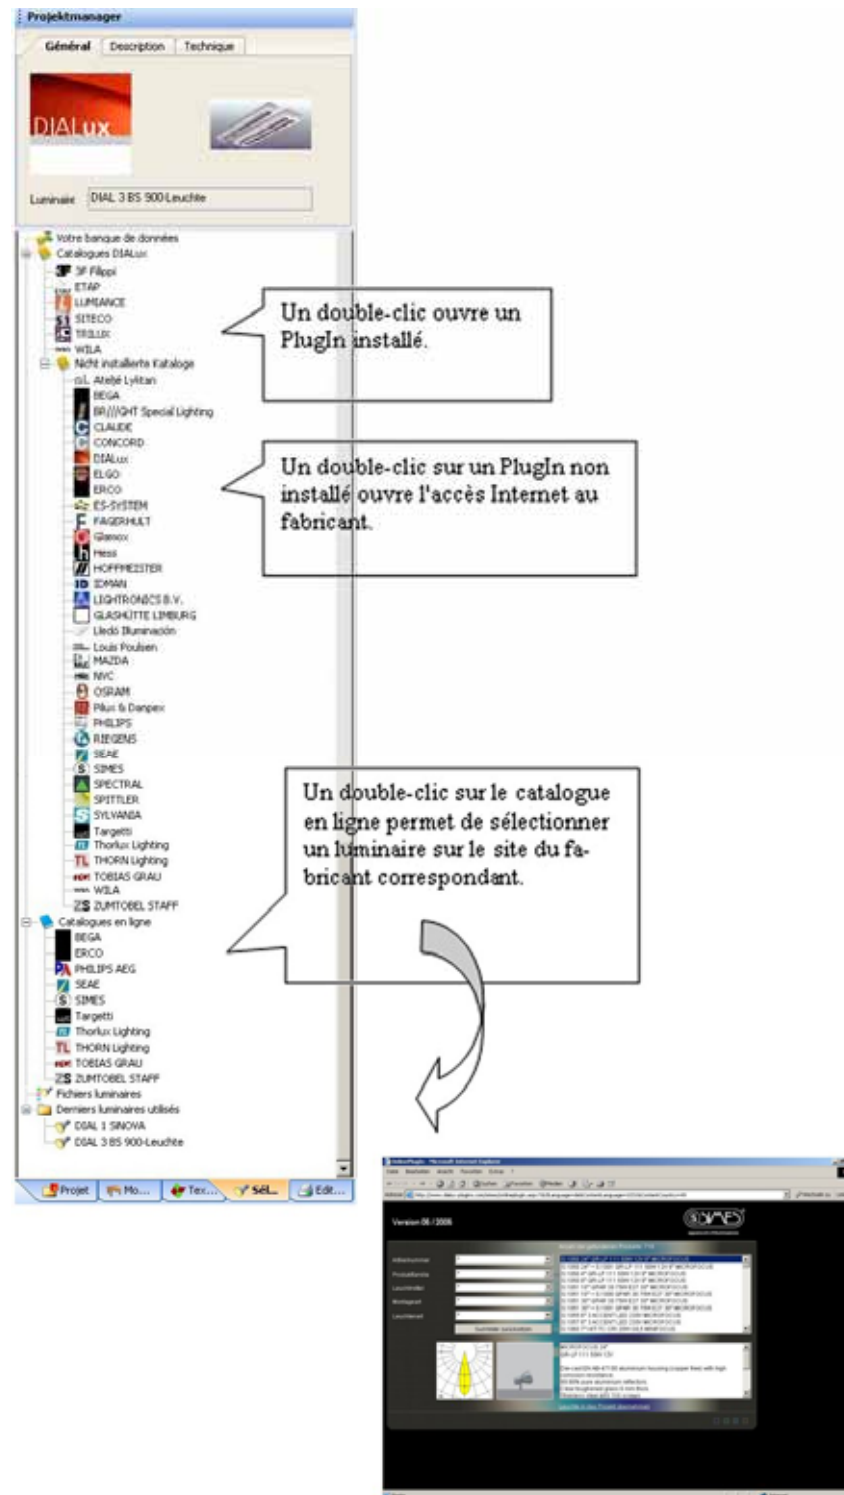 Projektmanager
Général Description Technique
DIALux
Luminaire DIAL 3 BS 900-Leuchte
Votre banque de données
Catalogues DIALux
3F Filippi
ETAP
LUMIANCE
SITECO
TRILUX
WILA
Nicht installierte Kataloge
Ateljé Lyktan
BEGA
BR///GHT Special Lighting
CLAUDE
CONCORD
DIALux
ELGO
ERCO
ES-SYSTEM
FAGERHULT
Glamox
Hess
HOFFMEISTER
IDMAN
LIGHTRONICS B.V.
GLASHÜTTE LIMBURG
Lledó Iluminación
Louis Poulsen
MAZDA
NVC
OSRAM
Pilux & Danpex
PHILIPS
RIEGENS
SEAE
SIMES
SPECTRAL
SPITTLER
SYLVANIA
Targetti
Thorlux Lighting
THORN Lighting
TOBIAS GRAU
WILA
ZUMTOBEL STAFF
Catalogues en ligne
BEGA
ERCO
PHILIPS AEG
SEAE
SIMES
Targetti
Thorlux Lighting
THORN Lighting
TOBIAS GRAU
ZUMTOBEL STAFF
Fichiers luminaires
Derniers luminaires utilisés
DIAL 1 SINOVA
DIAL 3 BS 900-Leuchte
Projet Mo... Tex... Sél... Edit...
Un double-clic ouvre un
PlugIn installé.
Un double-clic sur un PlugIn non
installé ouvre l'accès Internet au
fabricant.
Un double-clic sur le catalogue
en ligne permet de sélectionner
un luminaire sur le site du fa-
bricant correspondant.
Version 06 / 2006
SIMES
MICROFOCUS 24°